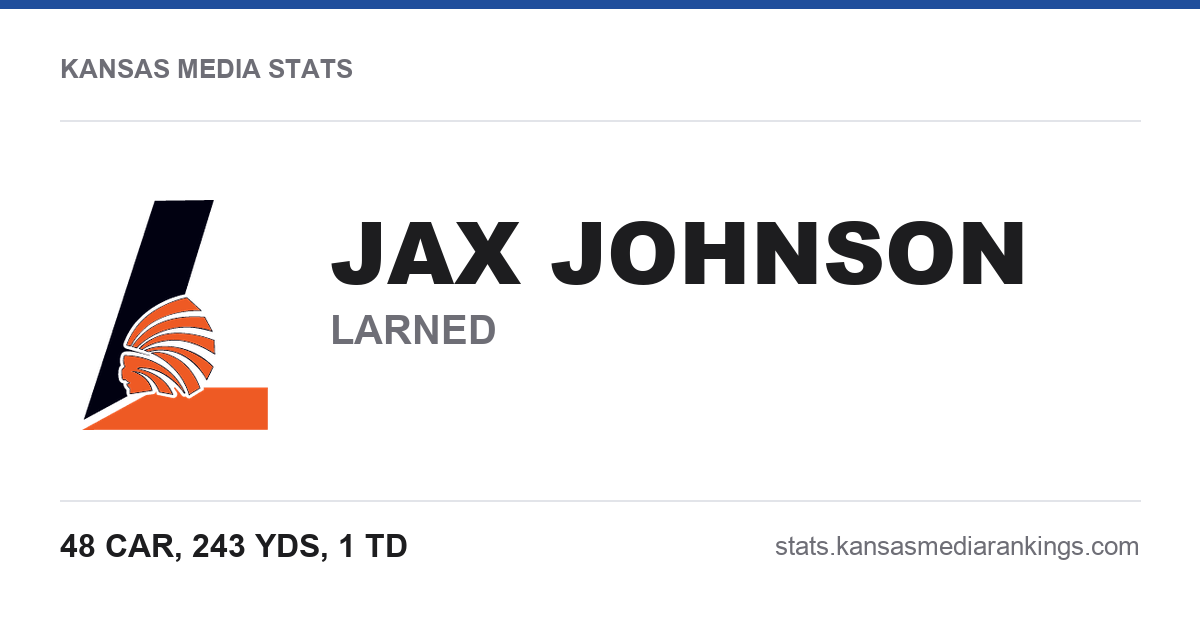 KANSAS MEDIA STATS
JAX JOHNSON
LARNED
48 CAR, 243 YDS, 1 TD
stats.kansasmediarankings.com